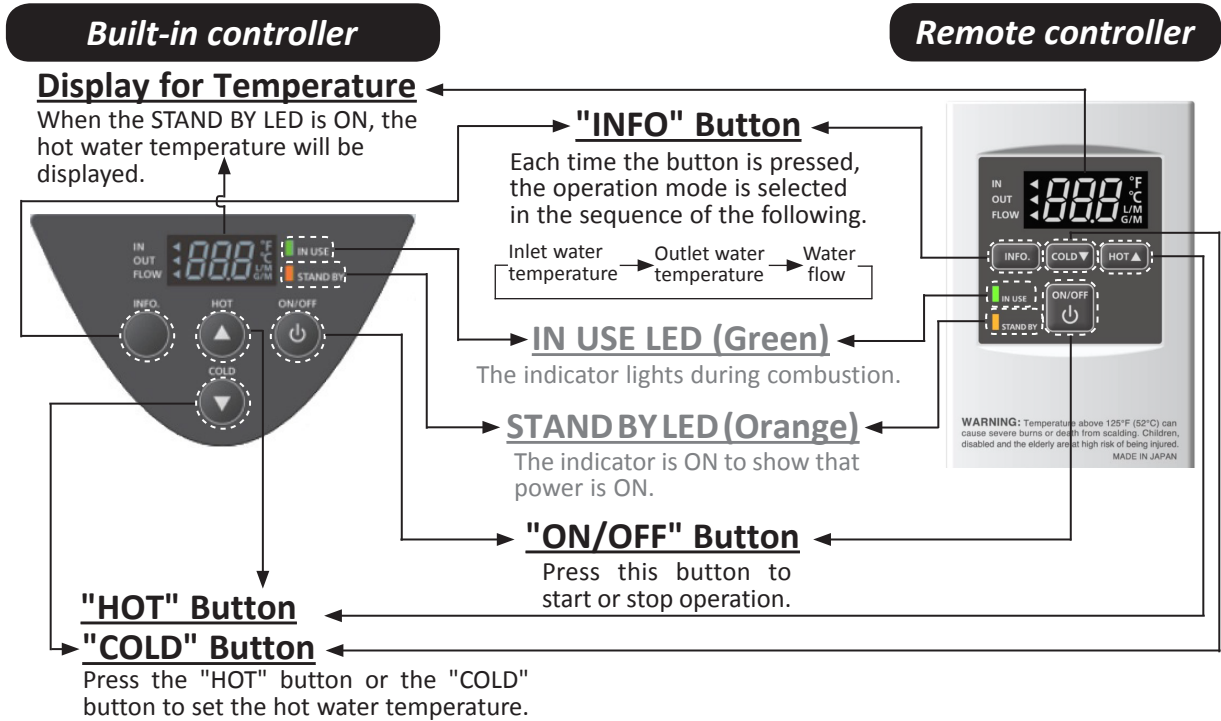 Built-in controller
Remote controller
Display for Temperature
When the STAND BY LED is ON, the
hot water temperature will be
displayed.
"INFO" Button
Each time the button is pressed,
the operation mode is selected
in the sequence of the following.
Inlet water
temperature
Outlet water
temperature
Water
flow
IN
OUT
FLOW
888
°F
°C
L/M
G/M
IN USE
STAND BY
INFO.
HOT
ON/OFF
COLD
IN
OUT
FLOW
888
°F
°C
L/M
G/M
INFO.
COLD▼
HOT▲
IN USE
STAND BY
ON/OFF
WARNING: Temperature above 125°F (52°C) can
cause severe burns or death from scalding. Children,
disabled and the elderly are at high risk of being injured.
MADE IN JAPAN
IN USE LED (Green)
The indicator lights during combustion.
STAND BY LED (Orange)
The indicator is ON to show that
power is ON.
"ON/OFF" Button
Press this button to
start or stop operation.
"HOT" Button
"COLD" Button
Press the "HOT" button or the "COLD"
button to set the hot water temperature.